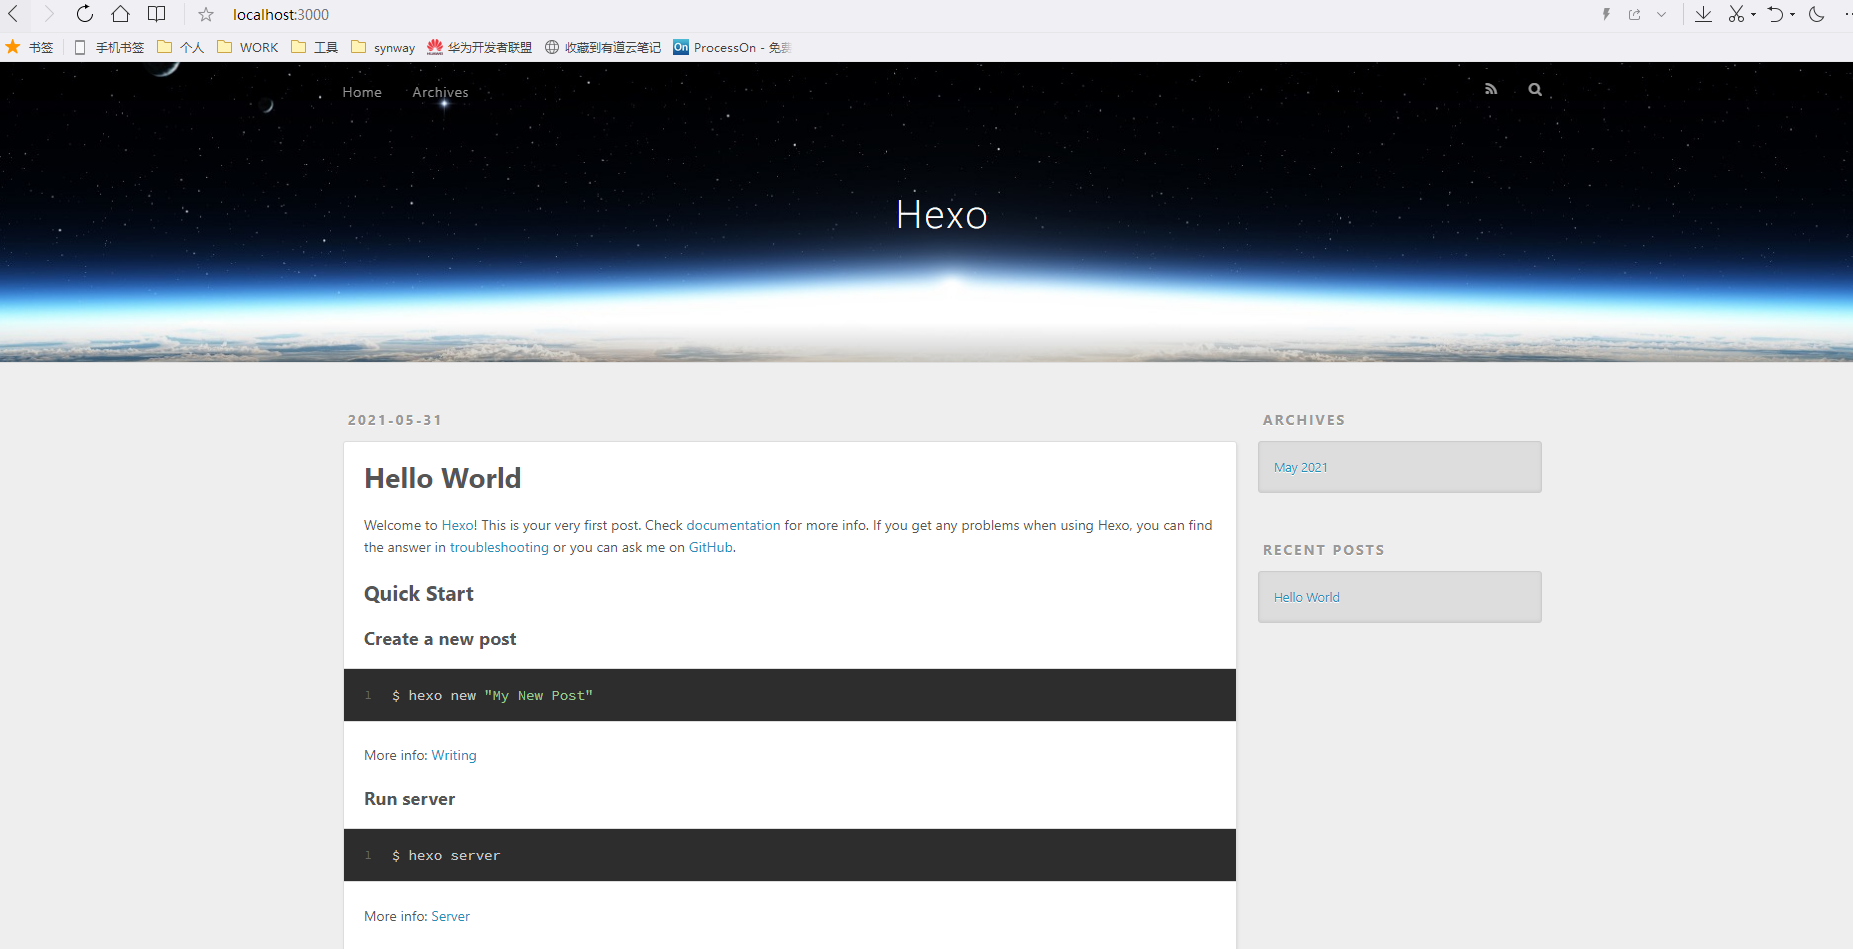 localhost:3000
书签 手机书签 个人 WORK 工具 synway 华为开发者联盟 收藏到有道云笔记 On ProcessOn - 免费
Home Archives
Hexo
2021-05-31
Hello World
Welcome to Hexo! This is your very first post. Check documentation for more info. If you get any problems when using Hexo, you can find
the answer in troubleshooting or you can ask me on GitHub.
Quick Start
Create a new post
1 $ hexo new "My New Post"
More info: Writing
Run server
1 $ hexo server
More info: Server
ARCHIVES
May 2021
RECENT POSTS
Hello World